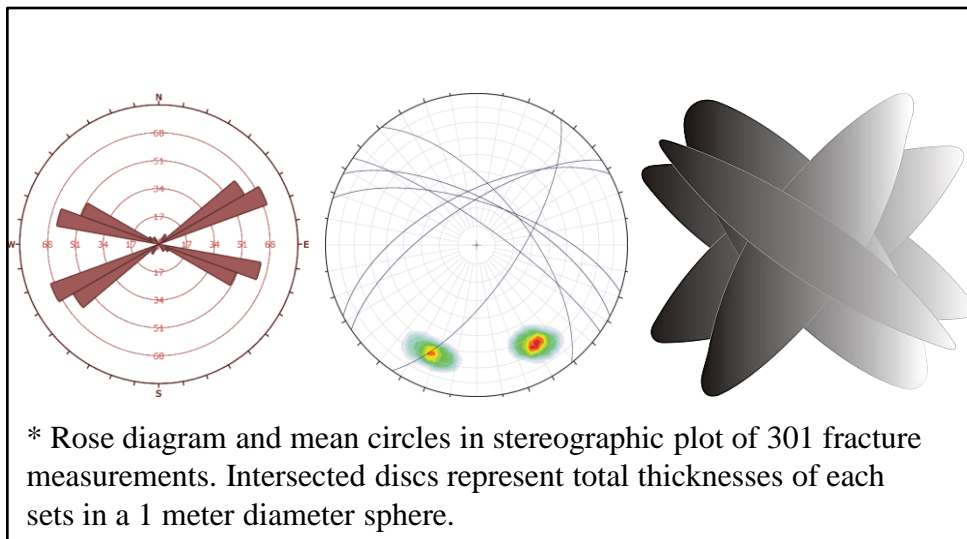 N
68
51
34
17
W 68 51 34 17 17 34 51 68 E
17
34
51
68
S
* Rose diagram and mean circles in stereographic plot of 301 fracture
measurements. Intersected discs represent total thicknesses of each
sets in a 1 meter diameter sphere.